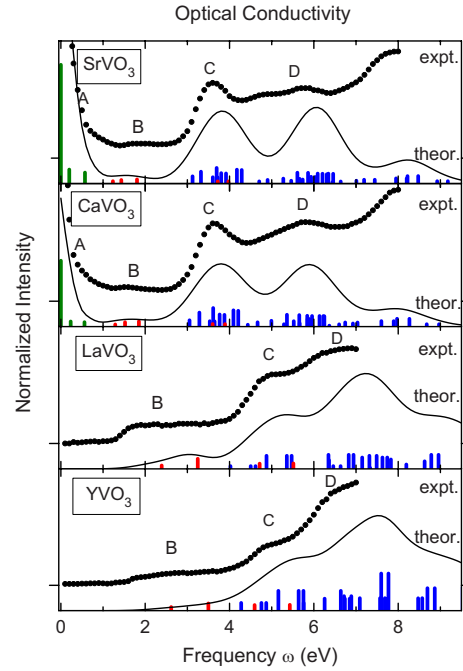 Optical Conductivity
SrVO3
A
B
C
D
expt.
theor.
CaVO3
A
B
C
D
expt.
theor.
LaVO3
B
C
D
expt.
theor.
YVO3
B
C
D
expt.
theor.
Normalized Intensity
0 2 4 6 8
Frequency ω (eV)